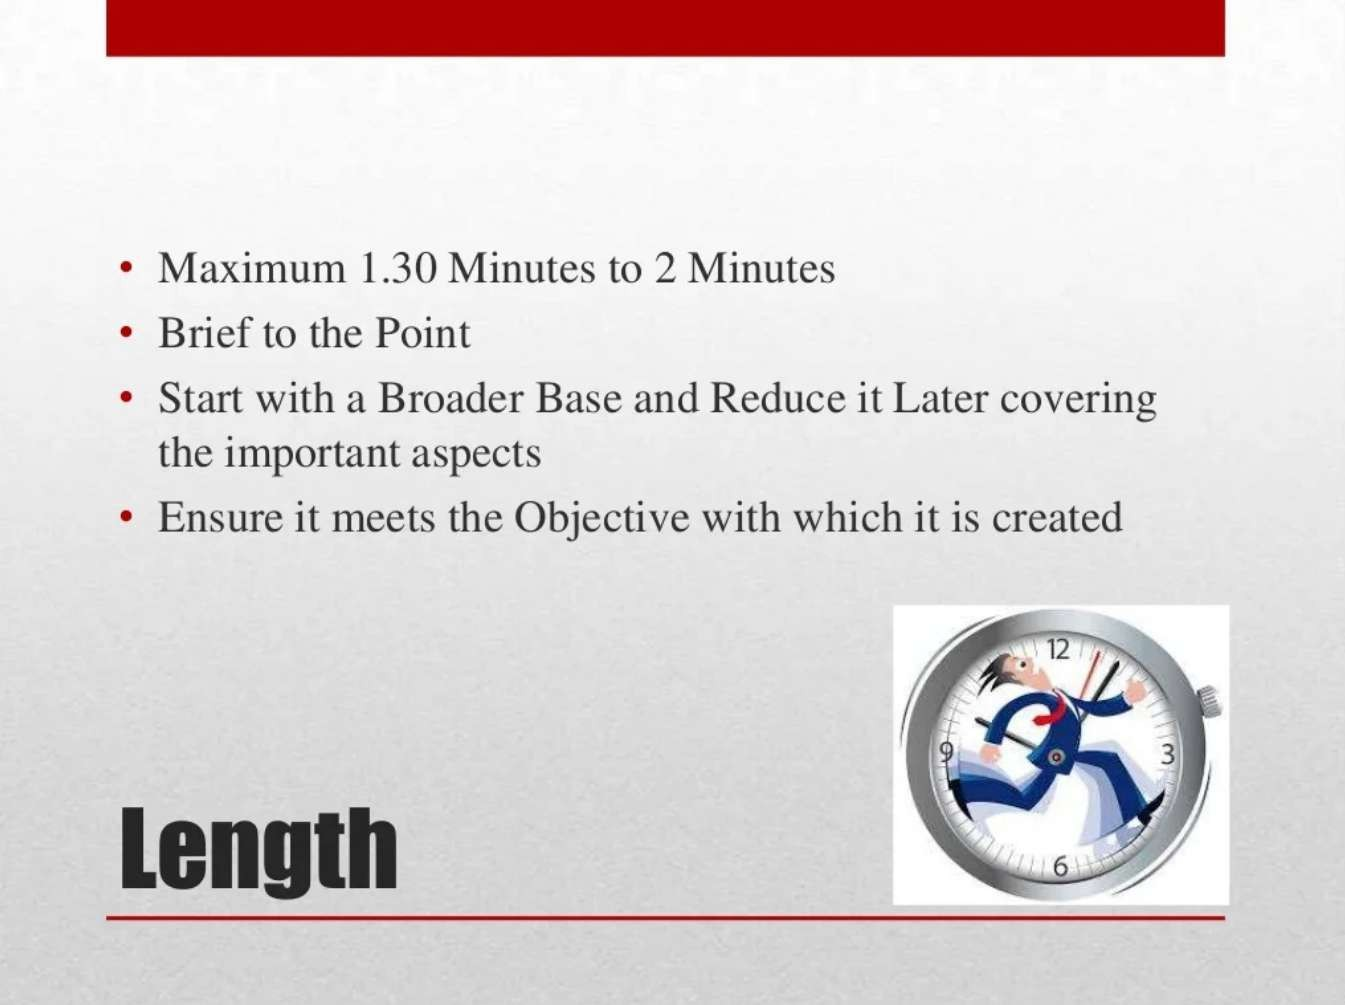 • Maximum 1.30 Minutes to 2 Minutes
• Brief to the Point
• Start with a Broader Base and Reduce it Later covering
the important aspects
• Ensure it meets the Objective with which it is created
12
9
3
6
Length